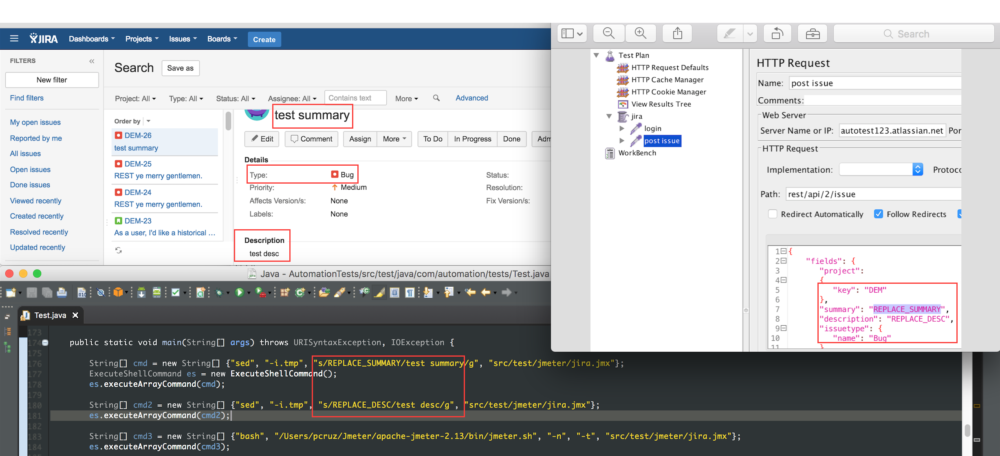 JIRA Dashboards Projects Issues Boards Create
FILTERS «
New filter
Find filters
My open issues
Reported by me
All issues
Open issues
Done issues
Viewed recently
Created recently
Resolved recently
Updated recently
Search Save as
Project: All Type: All Status: All Assignee: All Contains text More Advanced
Order by
DEM-26
test summary
DEM-25
REST ye merry gentlemen.
DEM-24
REST ye merry gentlemen.
DEM-23
As a user, I'd like a historical ...
test summary
Edit Comment Assign More To Do In Progress Done Adm
Details
Type: Bug Status:
Priority: Medium Resolution:
Affects Version/s: None Fix Version/s:
Labels: None
Description
test desc
Search
Test Plan
HTTP Request Defaults
HTTP Cache Manager
HTTP Cookie Manager
View Results Tree
jira
login
post issue
WorkBench
HTTP Request
Name: post issue
Comments:
Web Server
Server Name or IP: autotest123.atlassian.net Por
HTTP Request
Implementation: Protoco
Path: rest/api/2/issue
Redirect Automatically Follow Redirects
1 {
2 "fields": {
3 "project":
4 {
5 "key": "DEM"
6 },
7 "summary": "REPLACE_SUMMARY",
8 "description": "REPLACE_DESC",
9 "issuetype": {
10 "name": "Bug"
11 }
Java - AutomationTests/src/test/java/com/automation/tests/Test.java
Test.java
173
174 public static void main(String[] args) throws URISyntaxException, IOException {
175
176 String[] cmd = new String[] {"sed", "-i.tmp", "s/REPLACE_SUMMARY/test summary/g", "src/test/jmeter/jira.jmx"};
177 ExecuteShellCommand es = new ExecuteShellCommand();
178 es.executeArrayCommand(cmd);
179
180 String[] cmd2 = new String[] {"sed", "-i.tmp", "s/REPLACE_DESC/test desc/g", "src/test/jmeter/jira.jmx"};
181 es.executeArrayCommand(cmd2);
182
183 String[] cmd3 = new String[] {"bash", "/Users/pcruz/Jmeter/apache-jmeter-2.13/bin/jmeter.sh", "-n", "-t", "src/test/jmeter/jira.jmx"};
184 es.executeArrayCommand(cmd3);